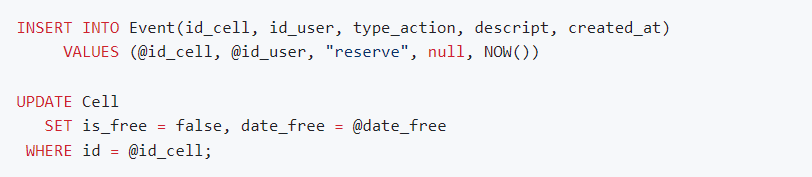 INSERT INTO Event(id_cell, id_user, type_action, descript, created_at)
VALUES (@id_cell, @id_user, "reserve", null, NOW())
UPDATE Cell
SET is_free = false, date_free = @date_free
WHERE id = @id_cell;